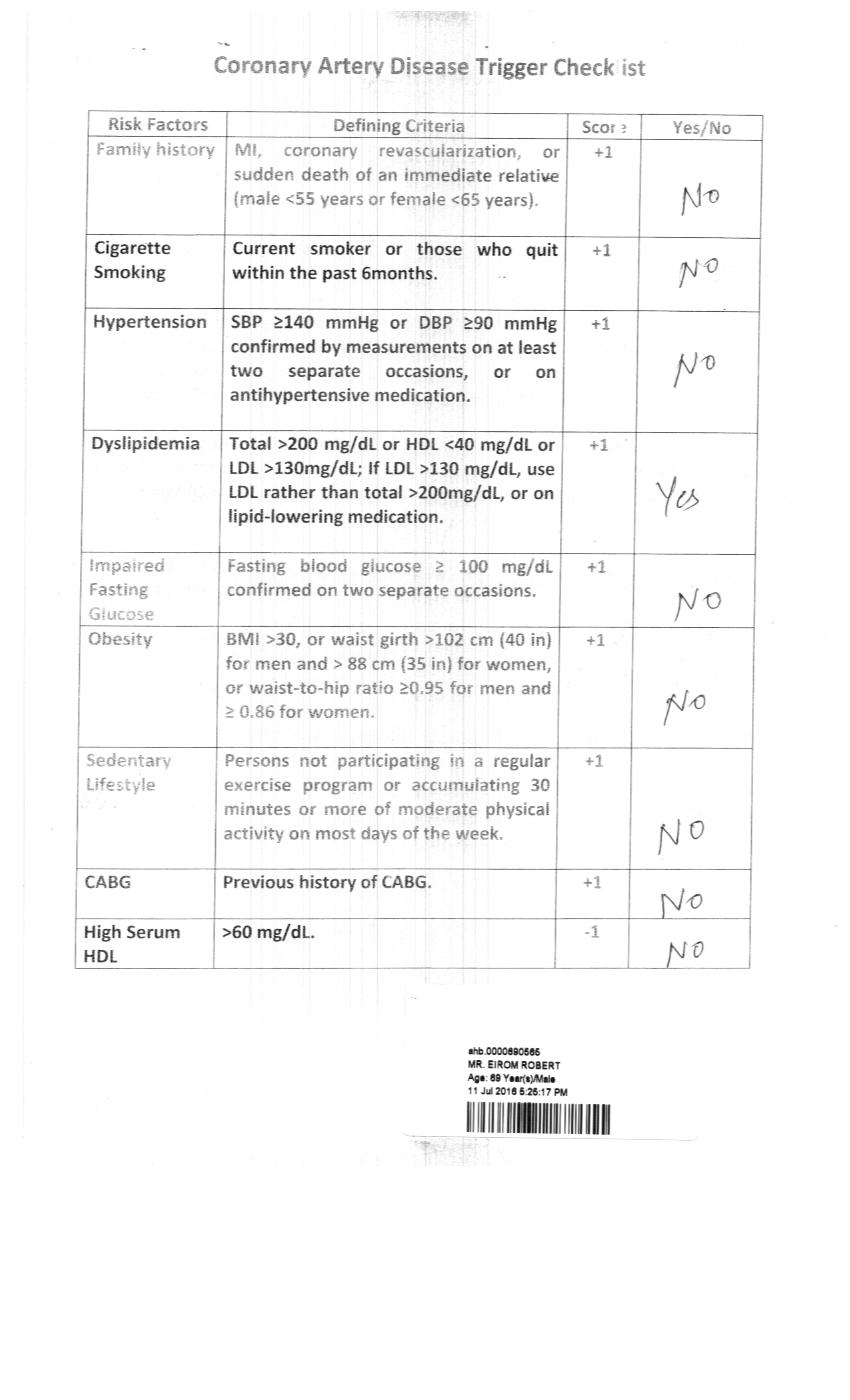 Coronary Artery Disease Trigger Check ist
Risk Factors Defining Criteria Score Yes/No
Family history MI, coronary revascularization, or +1
sudden death of an immediate relative
(male <55 years or female <65 years). No
Cigarette Current smoker or those who quit +1
Smoking within the past 6months. No
Hypertension SBP ≥140 mmHg or DBP ≥90 mmHg +1
confirmed by measurements on at least
two separate occasions, or on No
antihypertensive medication.
Dyslipidemia Total >200 mg/dL or HDL <40 mg/dL or +1
LDL >130mg/dL; If LDL >130 mg/dL, use
LDL rather than total >200mg/dL, or on Yes
lipid-lowering medication.
Impaired Fasting blood glucose ≥ 100 mg/dL +1
Fasting confirmed on two separate occasions. NO
Glucose
Obesity BMI >30, or waist girth >102 cm (40 in) +1
for men and > 88 cm (35 in) for women,
or waist-to-hip ratio ≥0.95 for men and No
≥ 0.86 for women.
Sedentary Persons not participating in a regular +1
Lifestyle exercise program or accumulating 30
minutes or more of moderate physical
activity on most days of the week. NO
CABG Previous history of CABG. +1 No
High Serum >60 mg/dL. -1 NO
HDL
shb.0000690565
MR. EIROM ROBERT
Age: 69 Year(s)/Male
11 Jul 2016 5:25:17 PM